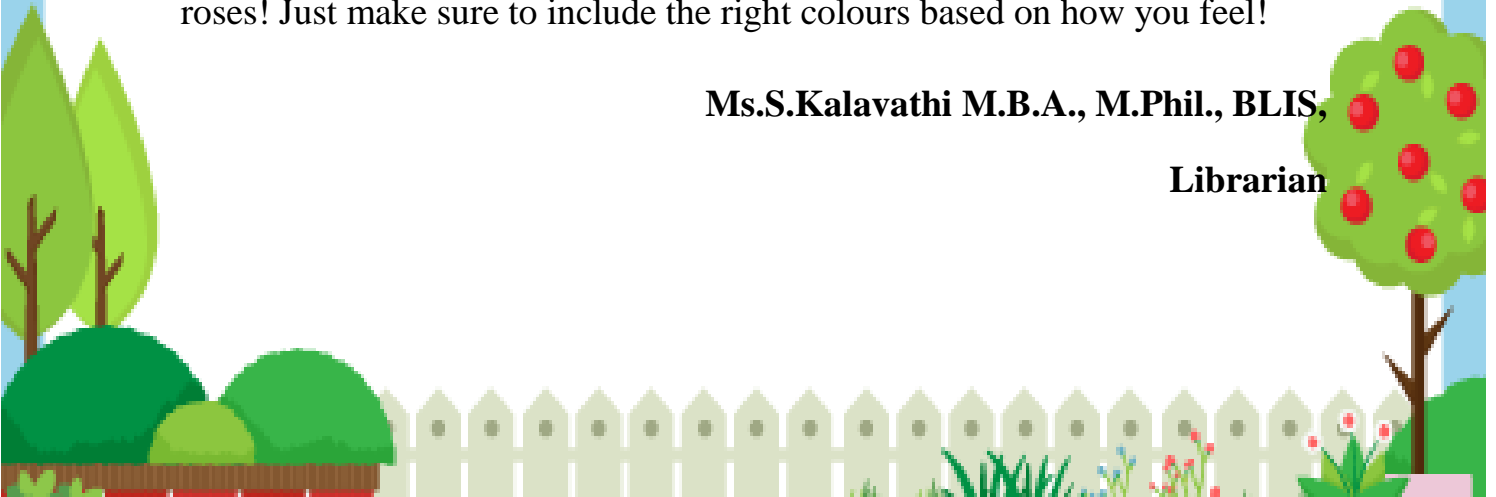 roses! Just make sure to include the right colours based on how you feel!
Ms.S.Kalavathi M.B.A., M.Phil., BLIS,
Librarian